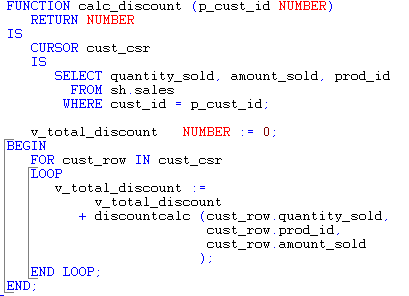 FUNCTION calc_discount (p_cust_id NUMBER)
   RETURN NUMBER
IS
   CURSOR cust_csr
   IS
      SELECT quantity_sold, amount_sold, prod_id
        FROM sh.sales
       WHERE cust_id = p_cust_id;

   v_total_discount   NUMBER := 0;
BEGIN
   FOR cust_row IN cust_csr
   LOOP
      v_total_discount :=
           v_total_discount
         + discountcalc (cust_row.quantity_sold,
                         cust_row.prod_id,
                         cust_row.amount_sold
                        );
   END LOOP;
END;